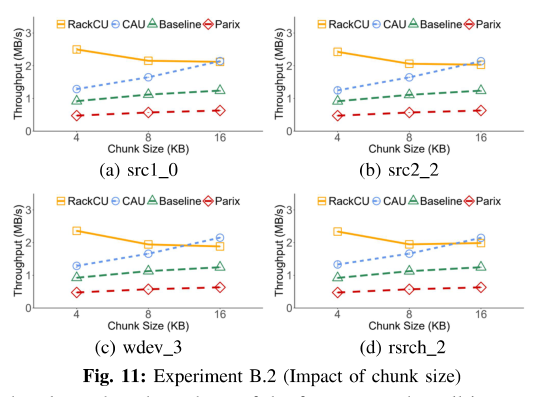 RackCU CAU Baseline Parix
Throughput (MB/s)
3
2
1
0
4 8 16
Chunk Size (KB)
(a) src1_0
RackCU CAU Baseline Parix
Throughput (MB/s)
3
2
1
0
4 8 16
Chunk Size (KB)
(b) src2_2
RackCU CAU Baseline Parix
Throughput (MB/s)
3
2
1
0
4 8 16
Chunk Size (KB)
(c) wdev_3
RackCU CAU Baseline Parix
Throughput (MB/s)
3
2
1
0
4 8 16
Chunk Size (KB)
(d) rsrch_2
Fig. 11: Experiment B.2 (Impact of chunk size)